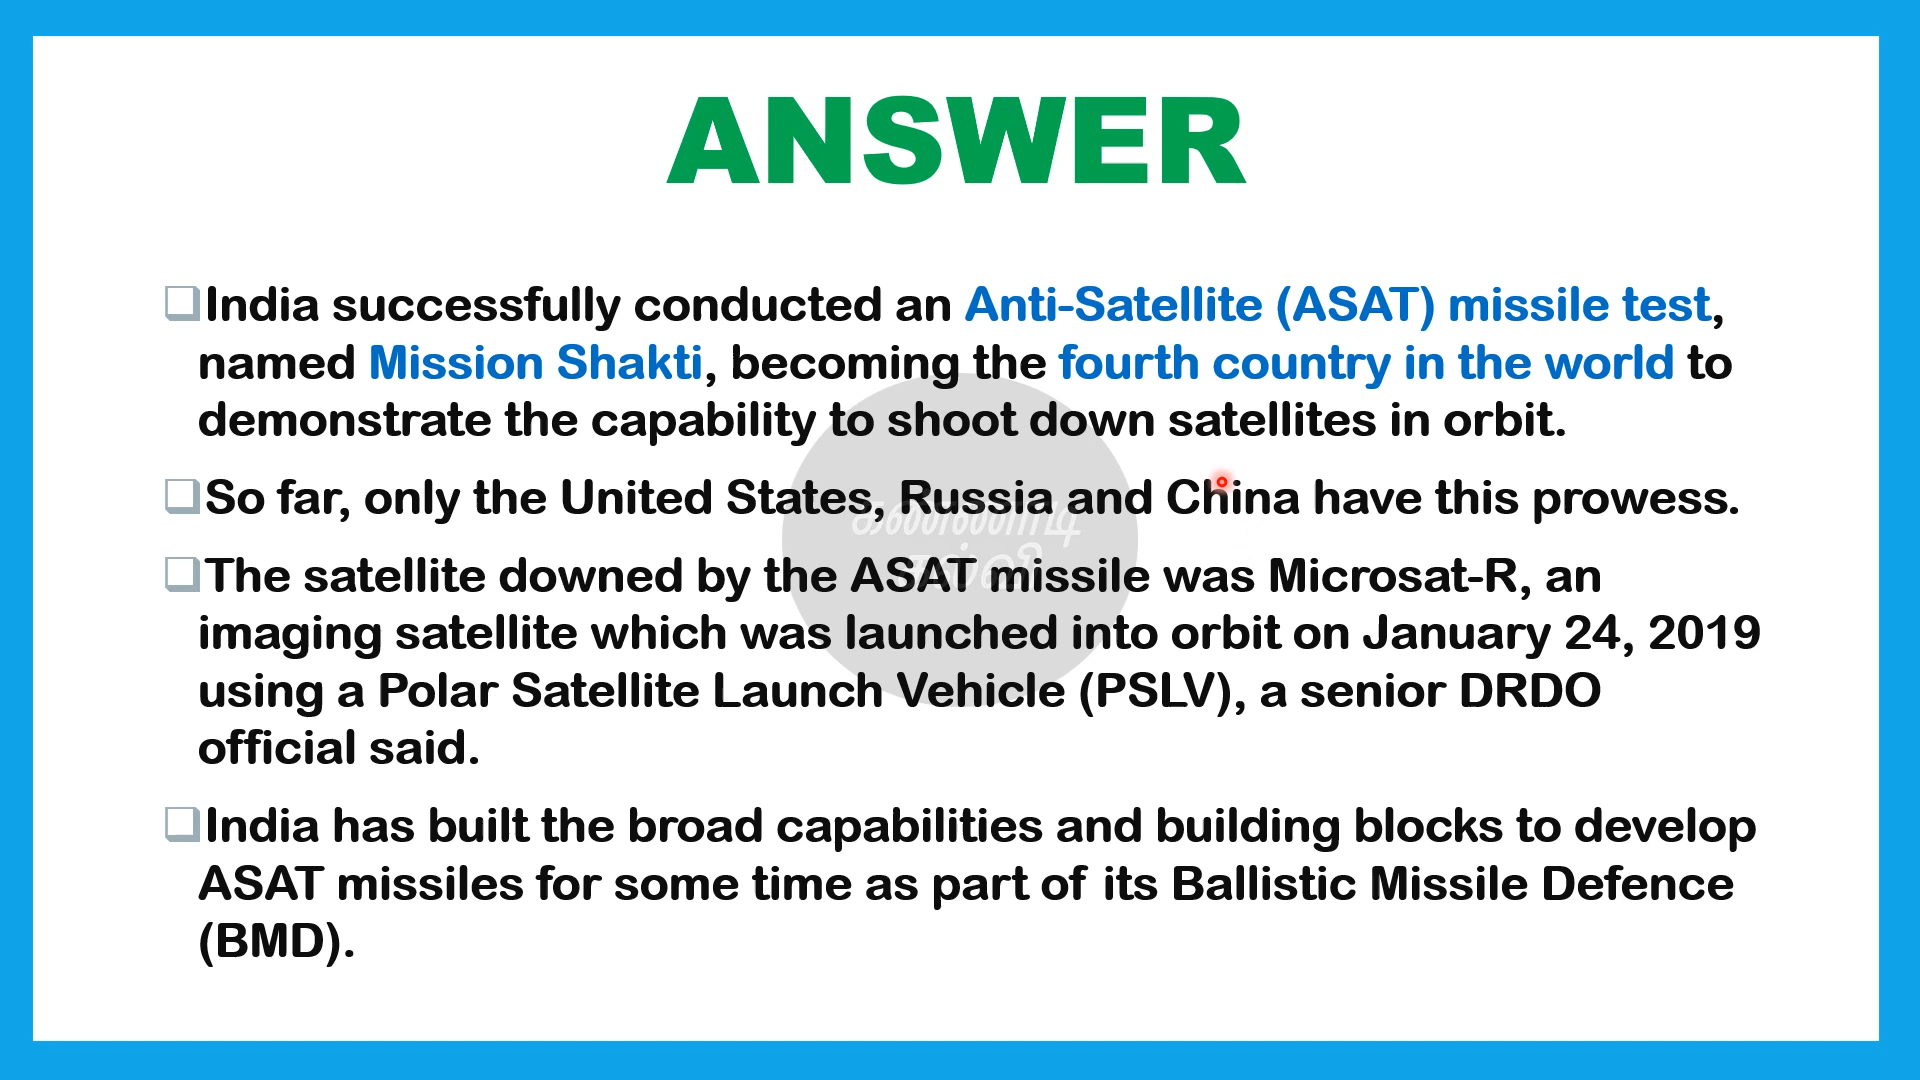 ANSWER
India successfully conducted an Anti-Satellite (ASAT) missile test,
named Mission Shakti, becoming the fourth country in the world to
demonstrate the capability to shoot down satellites in orbit.
So far, only the United States, Russia and China have this prowess.
The satellite downed by the ASAT missile was Microsat-R, an
imaging satellite which was launched into orbit on January 24, 2019
using a Polar Satellite Launch Vehicle (PSLV), a senior DRDO
official said.
India has built the broad capabilities and building blocks to develop
ASAT missiles for some time as part of its Ballistic Missile Defence
(BMD).